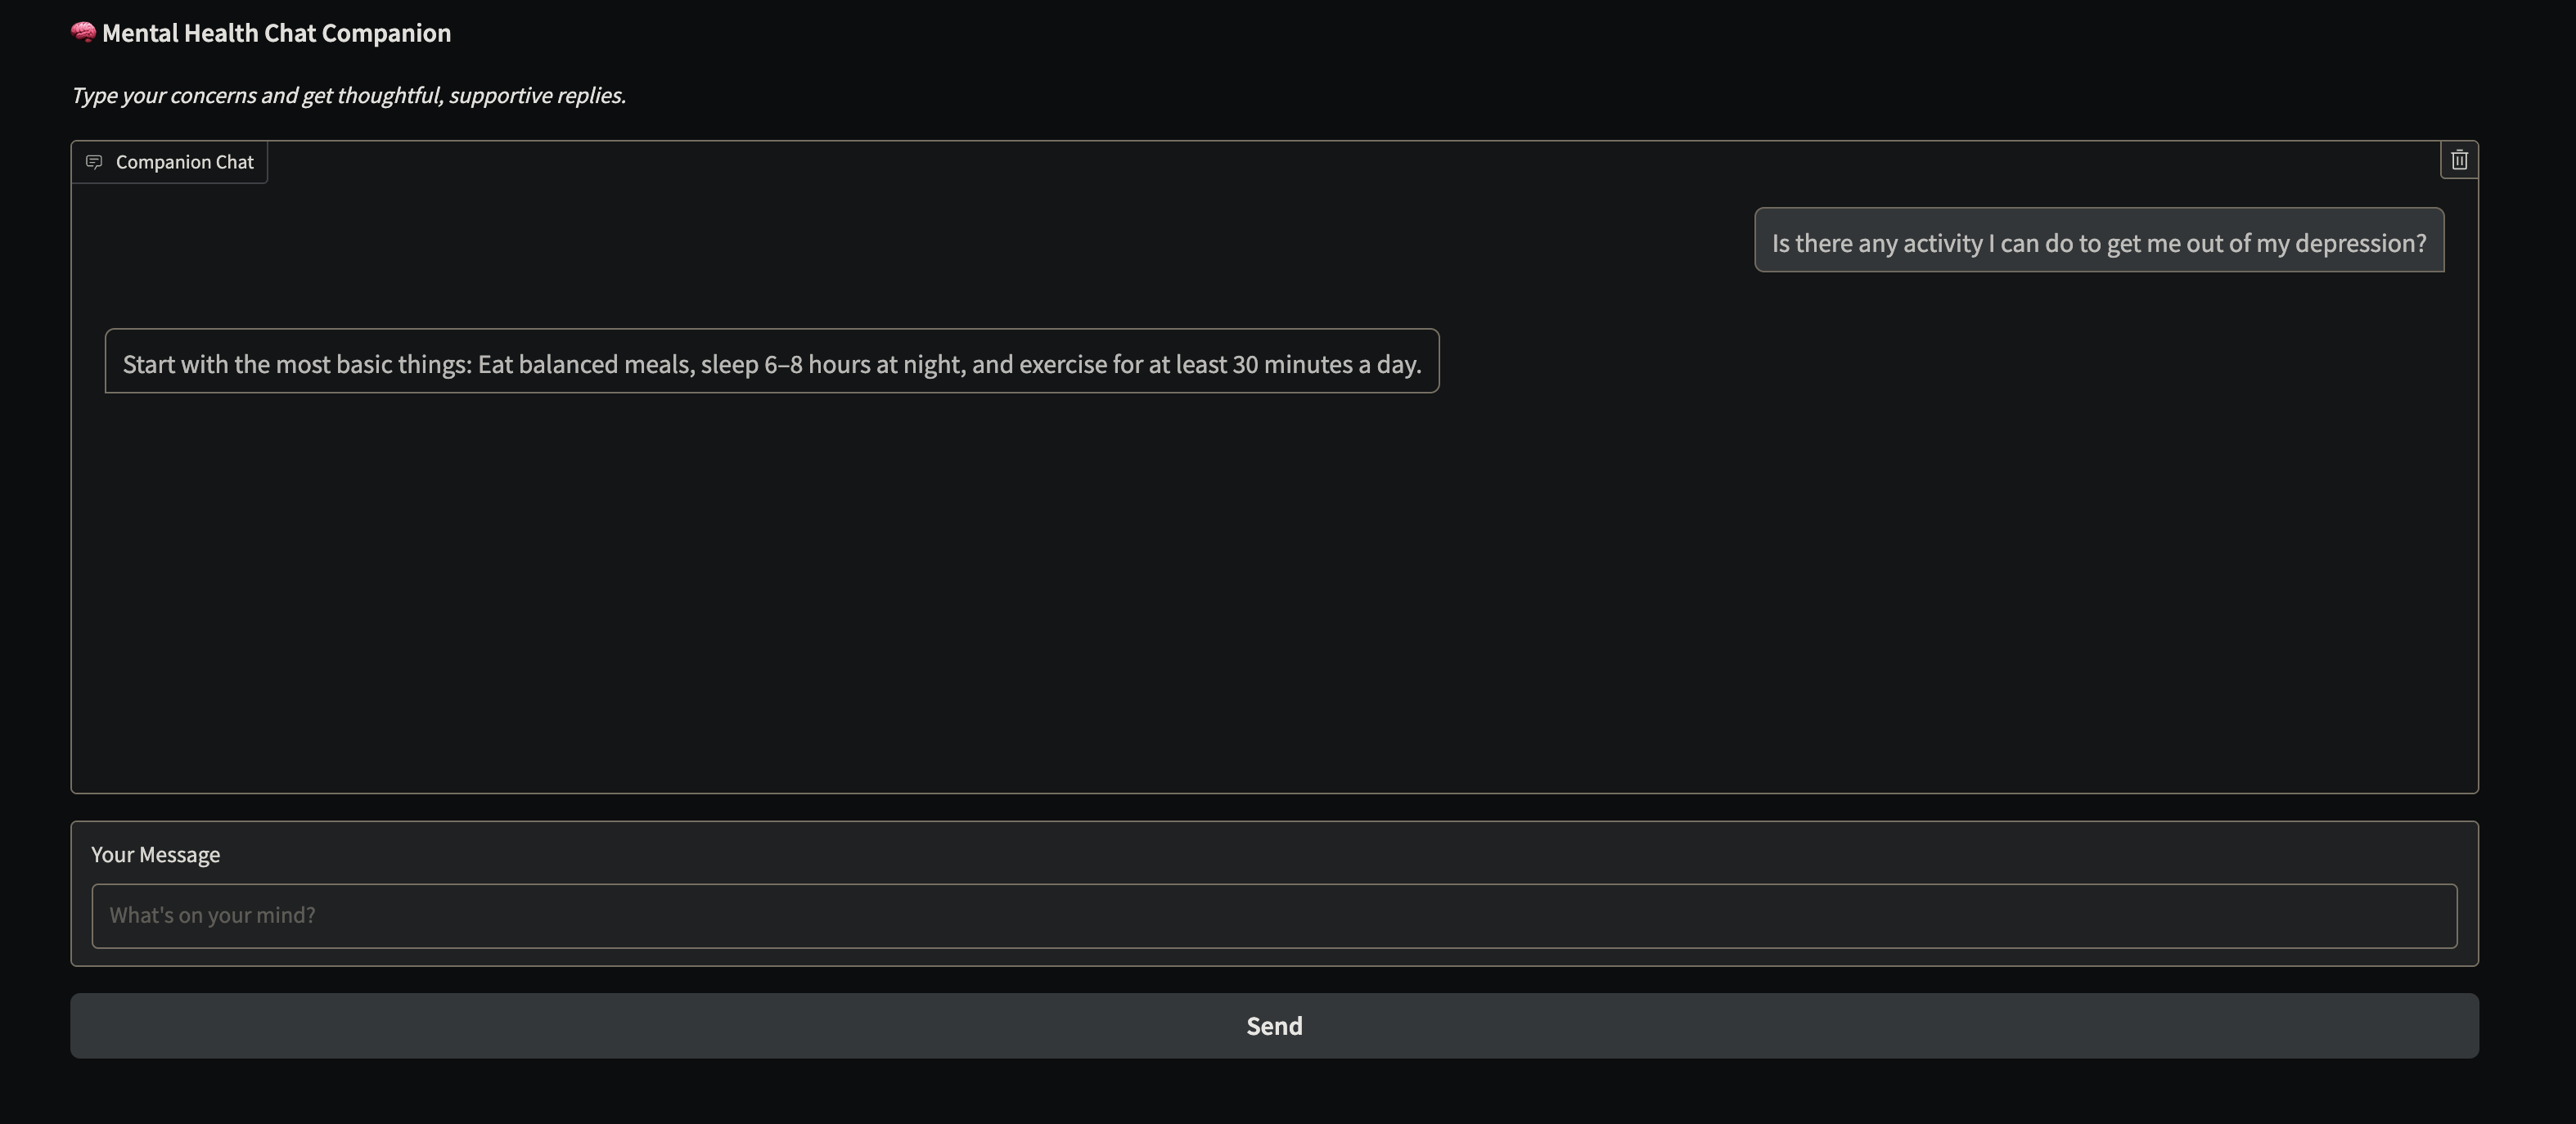 🧠 Mental Health Chat Companion
Type your concerns and get thoughtful, supportive replies.
Companion Chat
Is there any activity I can do to get me out of my depression?
Start with the most basic things: Eat balanced meals, sleep 6–8 hours at night, and exercise for at least 30 minutes a day.
Your Message
What's on your mind?
Send